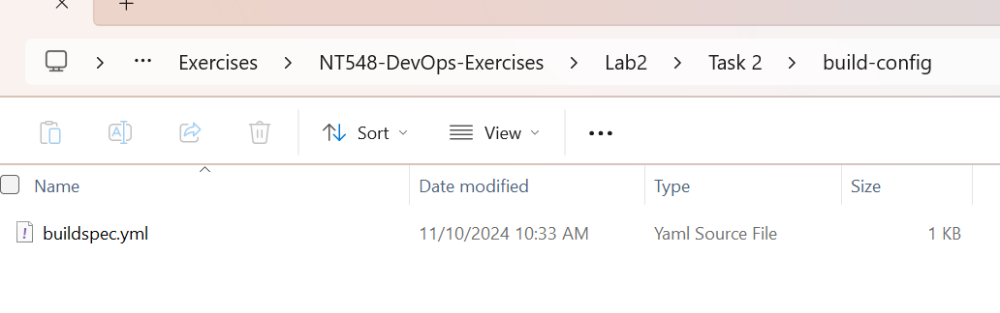 ··· Exercises > NT548-DevOps-Exercises > Lab2 > Task 2 > build-config
Sort View ···
Name Date modified Type Size
buildspec.yml 11/10/2024 10:33 AM Yaml Source File 1 KB